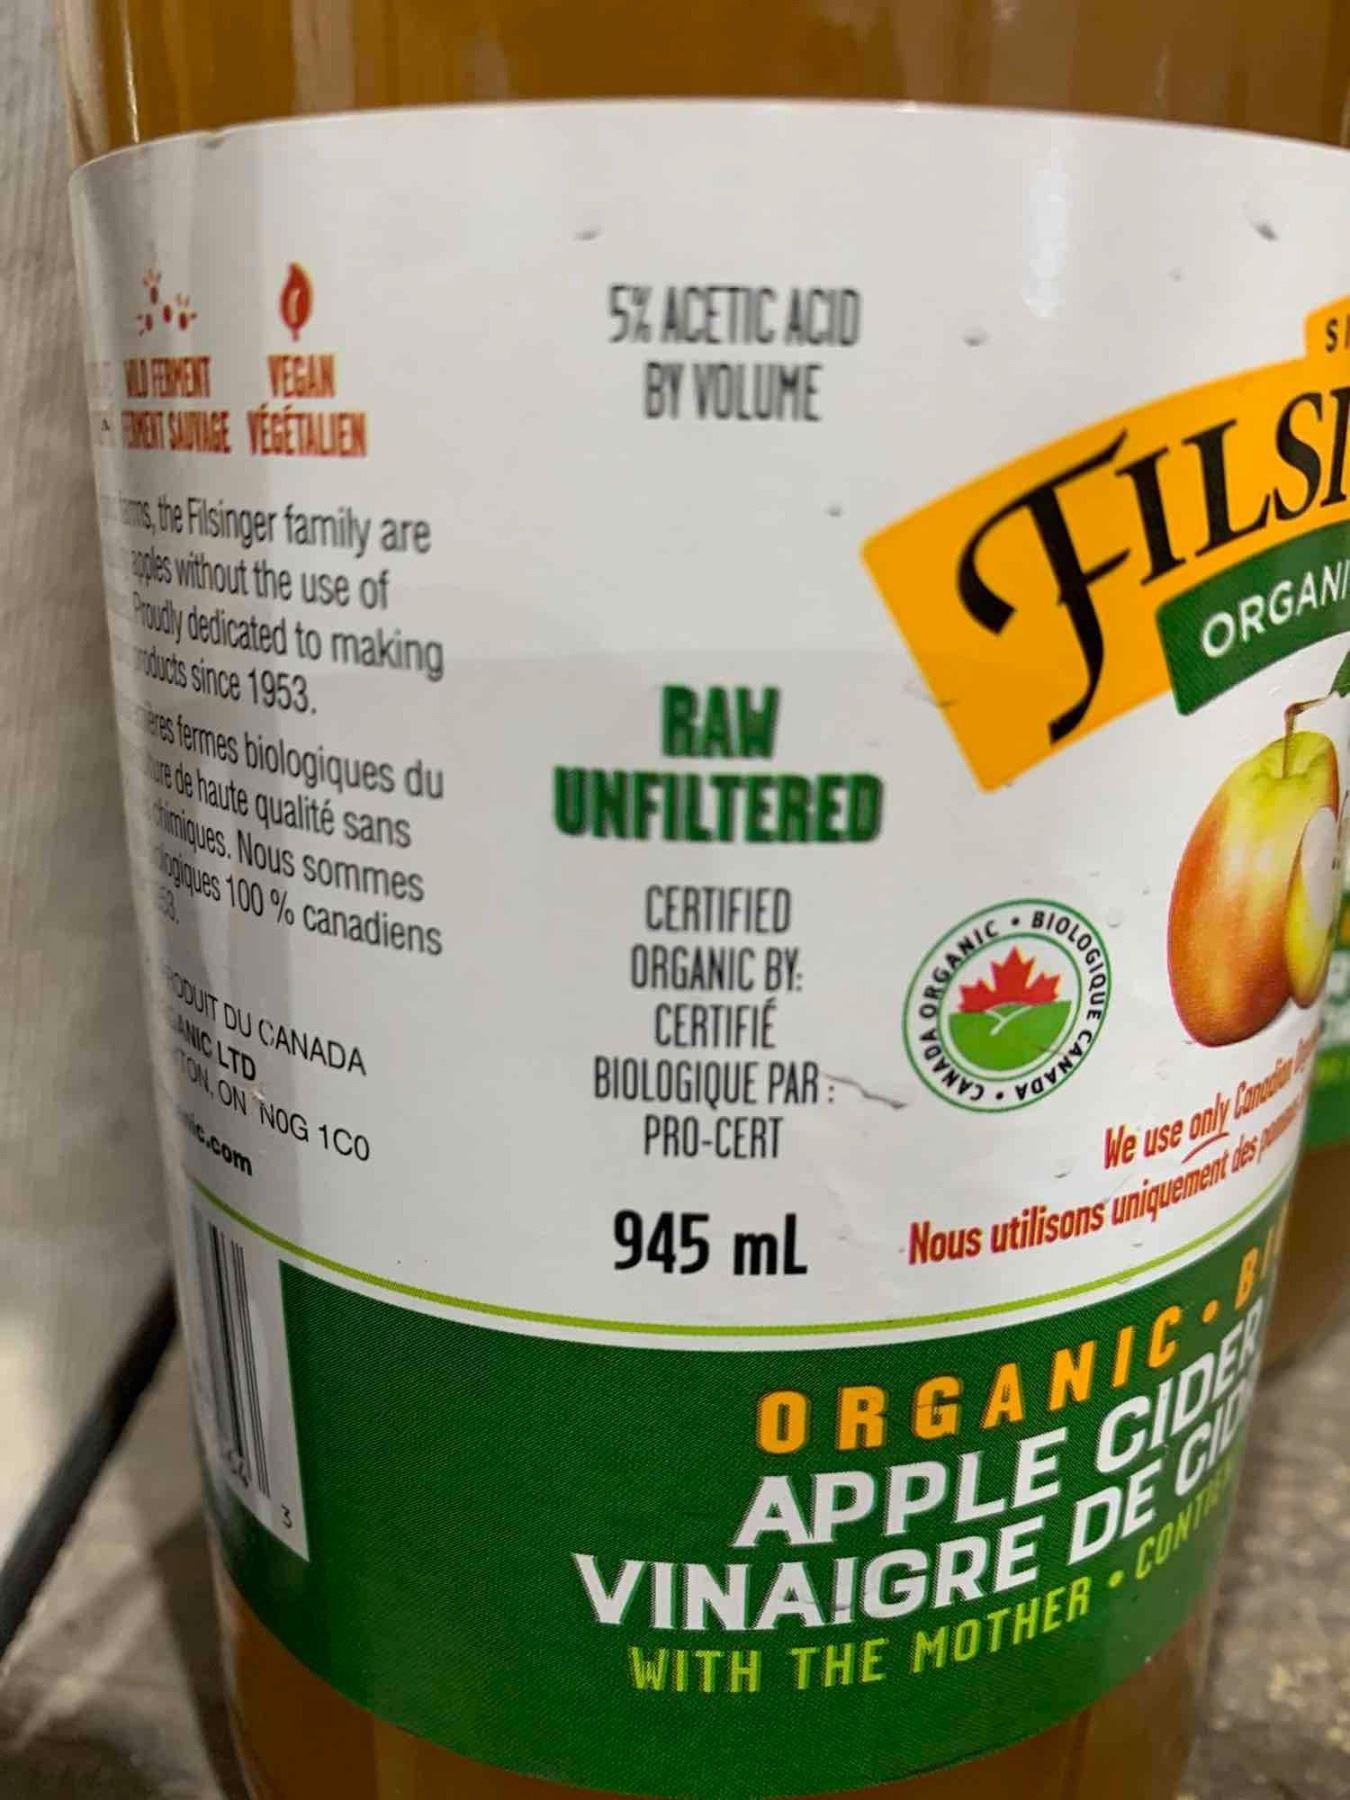 WILD FERMENT
FERMENT SAUVAGE
VEGAN
VÉGÉTALIEN
the Filsinger family are
apples without the use of
Proudly dedicated to making
products since 1953.
fermes biologiques du
de haute qualité sans
chimiques. Nous sommes
100 % canadiens
PRODUIT DU CANADA
LTD
ON N0G 1C0
.com
3
5% ACETIC ACID
BY VOLUME
RAW
UNFILTERED
CERTIFIED
ORGANIC BY:
CERTIFIÉ
BIOLOGIQUE PAR :
PRO-CERT
945 mL
FILSI
ORGANI
CANADA ORGANIC • BIOLOGIQUE CANADA •
We use only Canadian
Nous utilisons uniquement des
ORGANIC •
APPLE CIDER
VINAIGRE DE CID
WITH THE MOTHER •